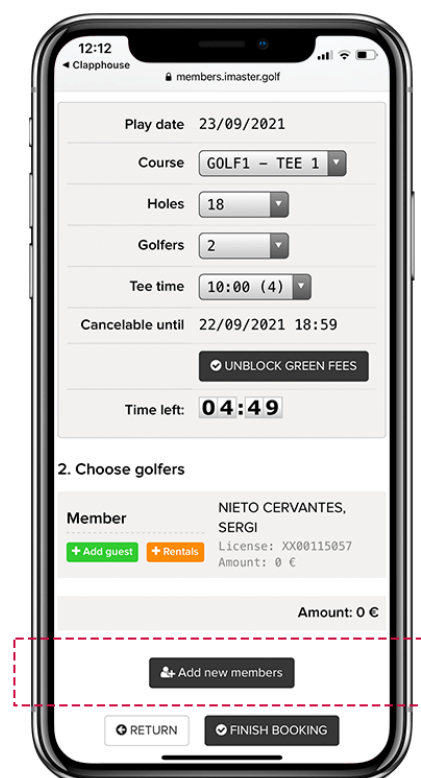 12:12
Clapphouse
members.imaster.golf
Play date 23/09/2021
Course GOLF1 – TEE 1
Holes 18
Golfers 2
Tee time 10:00 (4)
Cancelable until 22/09/2021 18:59
UNBLOCK GREEN FEES
Time left: 04:49
2. Choose golfers
Member
NIETO CERVANTES,
SERGI
+ Add guest + Rentals
License: XX00115057
Amount: 0 €
Amount: 0 €
Add new members
RETURN FINISH BOOKING